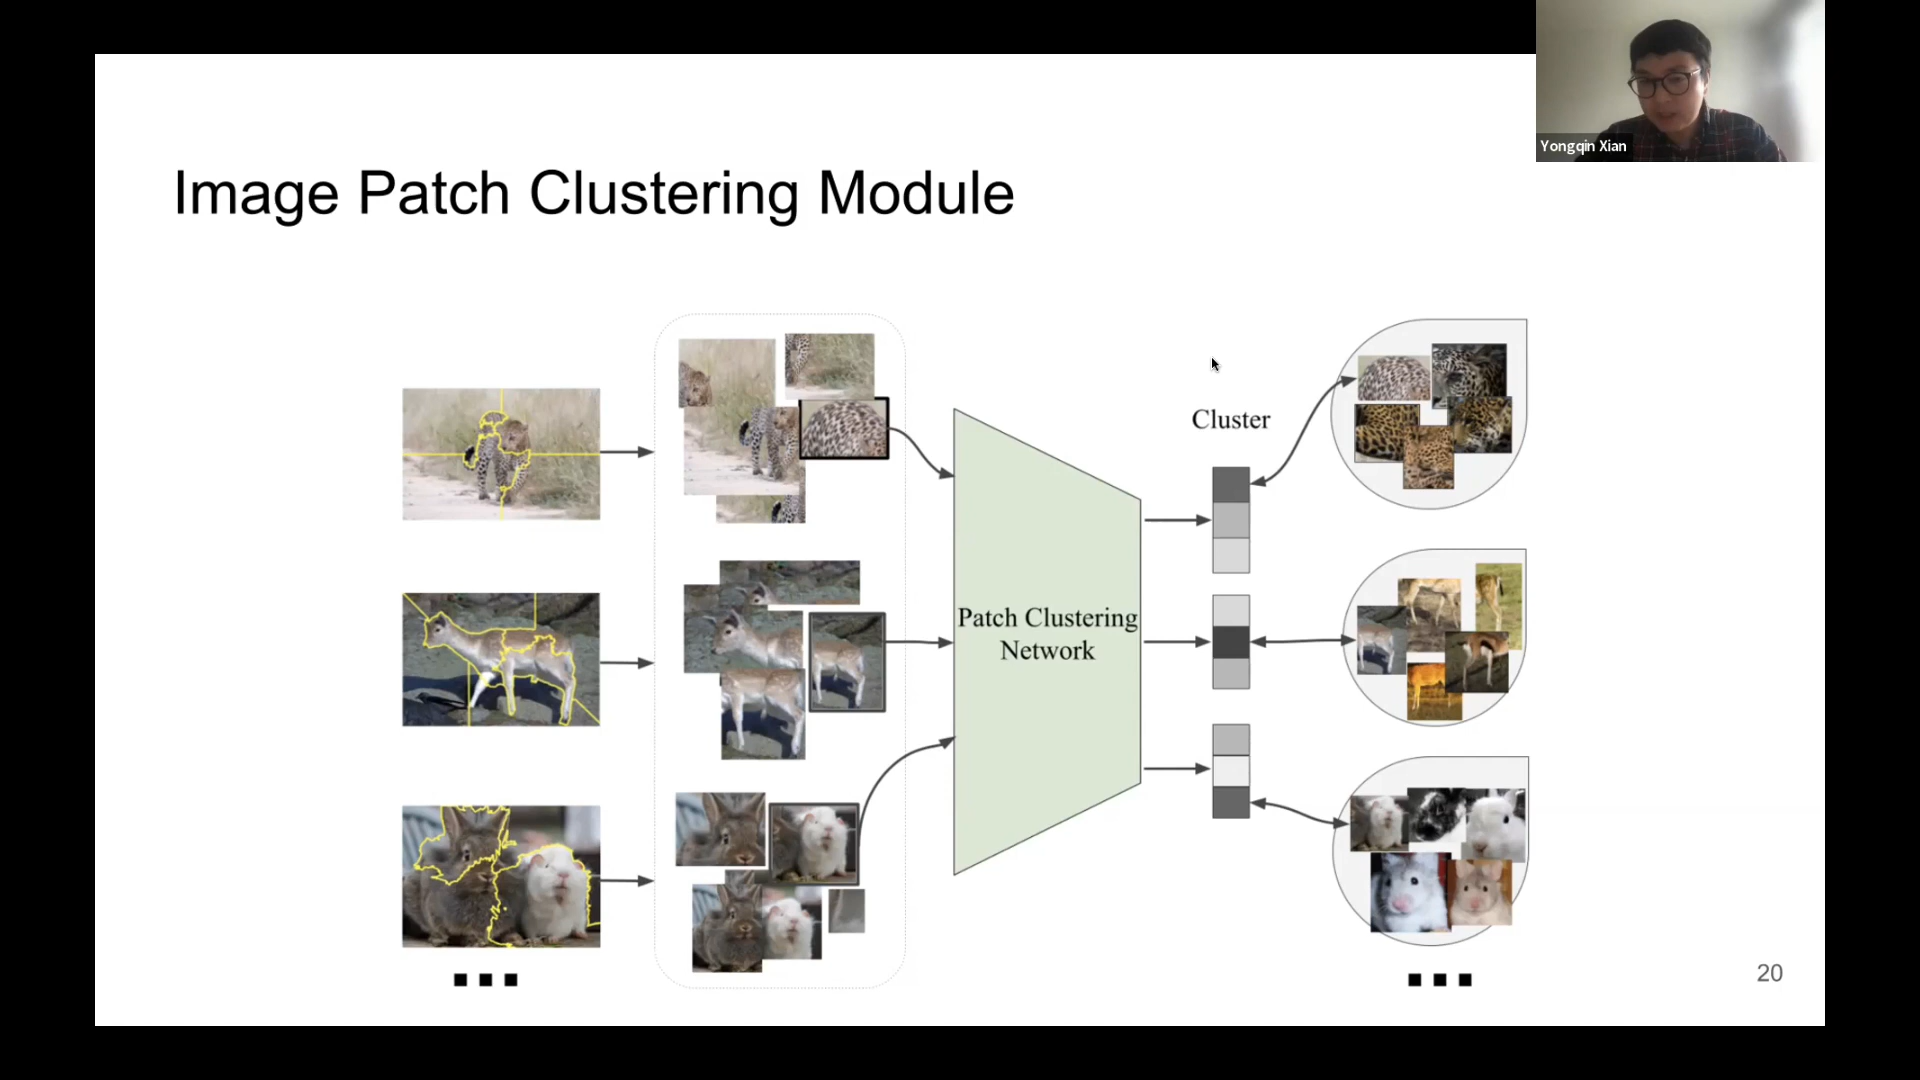 Yongqin Xian
Image Patch Clustering Module
Cluster
Patch Clustering
Network
20